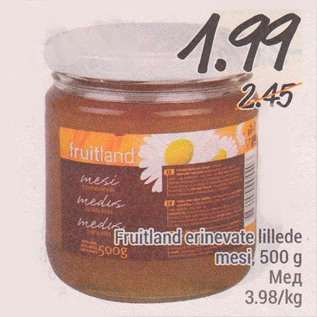 1.99
2.45
fruitland
mesi
medus
medus
500g
Fruitland erinevate lillede
mesi, 500 g
Мед
3.98/kg